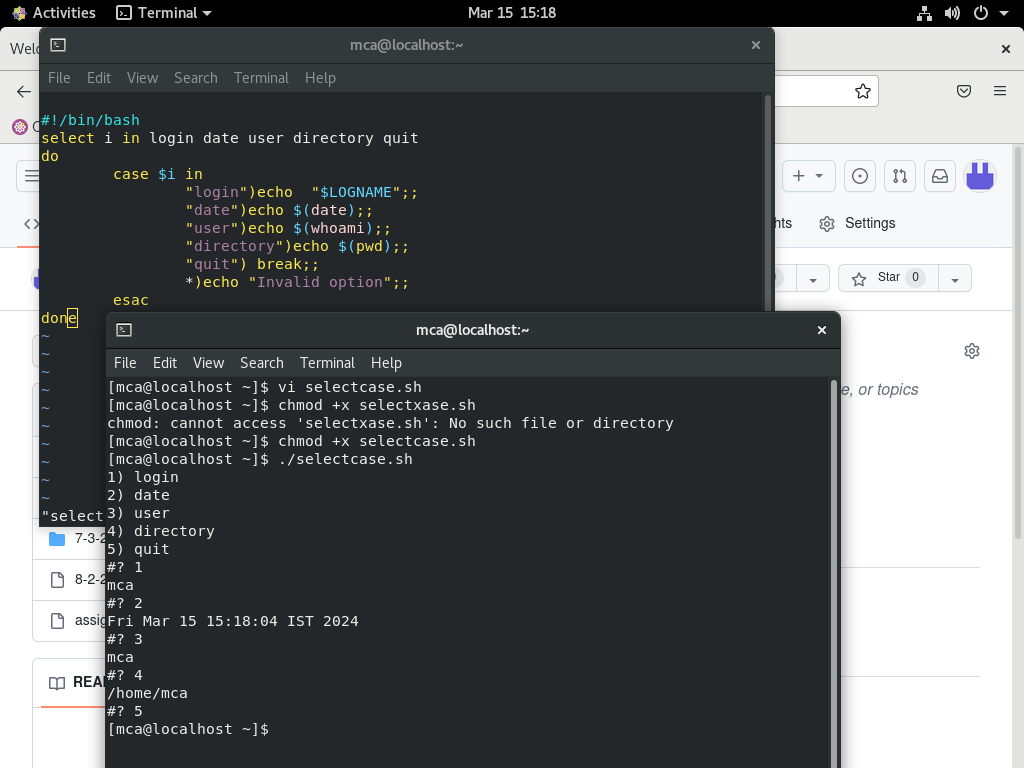 Activities Terminal Mar 15 15:18
mca@localhost:~
File Edit View Search Terminal Help
#!/bin/bash
select i in login date user directory quit
do
case $i in
"login")echo  "$LOGNAME";;
"date")echo $(date);;
"user")echo $(whoami);;
"directory")echo $(pwd);;
"quit") break;;
*)echo "Invalid option";;
esac
done
~
~
~
~
~
~
~
~
~
~
"select
Settings
Star 0
7-3-2
8-2-2
READ
mca@localhost:~
File Edit View Search Terminal Help
[mca@localhost ~]$ vi selectcase.sh
[mca@localhost ~]$ chmod +x selectxase.sh
chmod: cannot access 'selectxase.sh': No such file or directory
[mca@localhost ~]$ chmod +x selectcase.sh
[mca@localhost ~]$ ./selectcase.sh
1) login
2) date
3) user
4) directory
5) quit
#? 1
mca
#? 2
Fri Mar 15 15:18:04 IST 2024
#? 3
mca
#? 4
/home/mca
#? 5
[mca@localhost ~]$
or topics